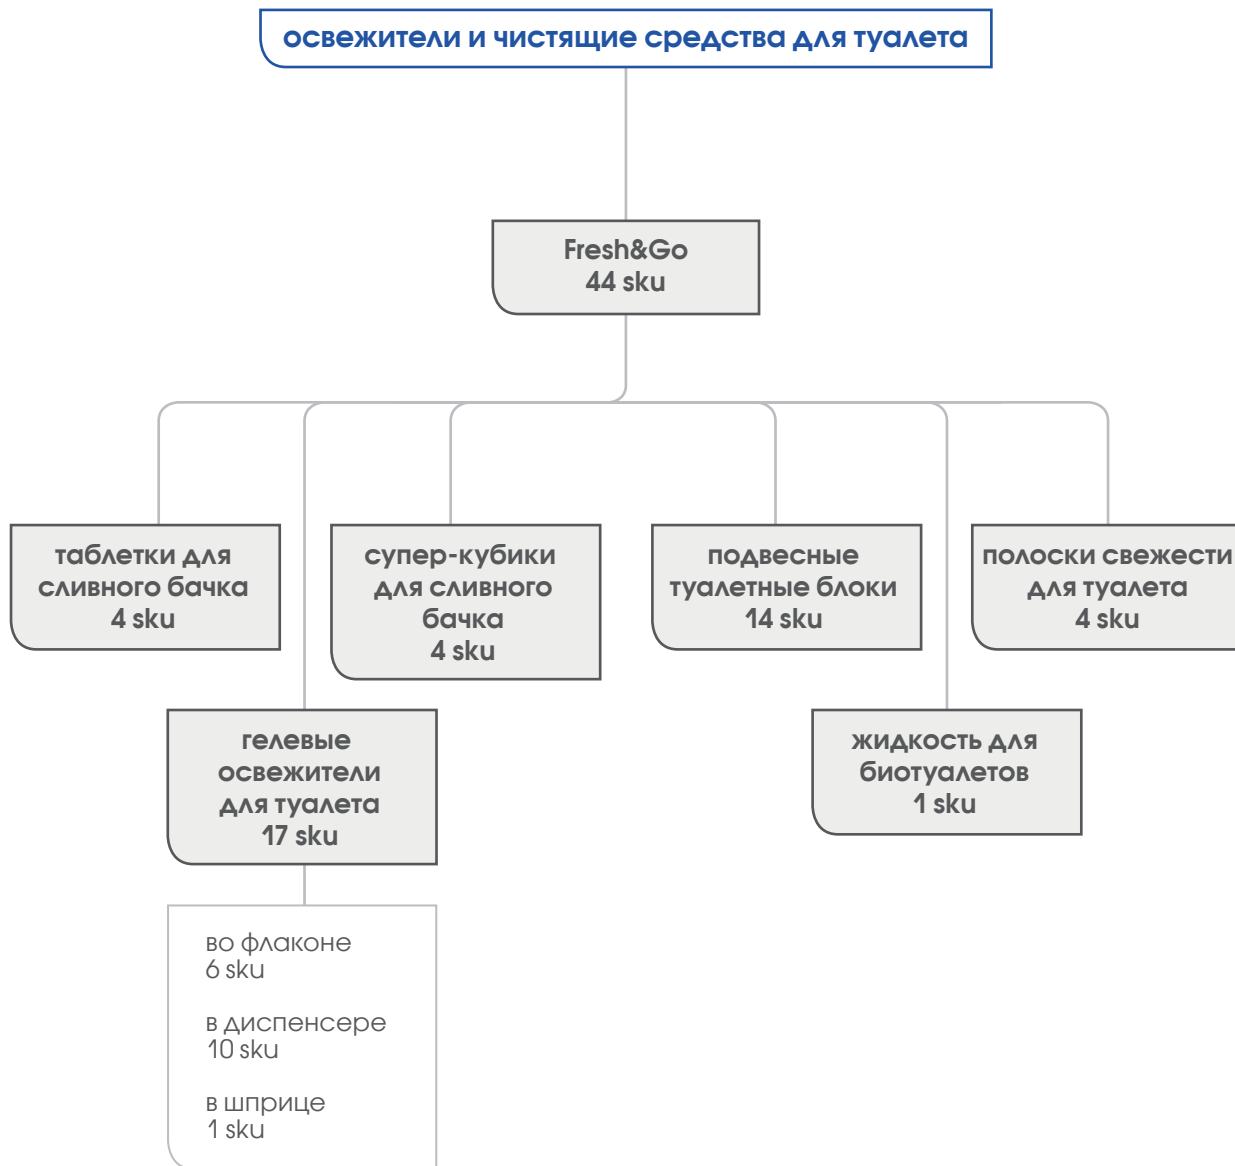 освежители и чистящие средства для туалета
Fresh&Go
44 sku
таблетки для
сливного бачка
4 sku
супер-кубики
для сливного
бачка
4 sku
подвесные
туалетные блоки
14 sku
полоски свежести
для туалета
4 sku
гелевые
освежители
для туалета
17 sku
жидкость для
биотуалетов
1 sku
во флаконе
6 sku
в диспенсере
10 sku
в шприце
1 sku